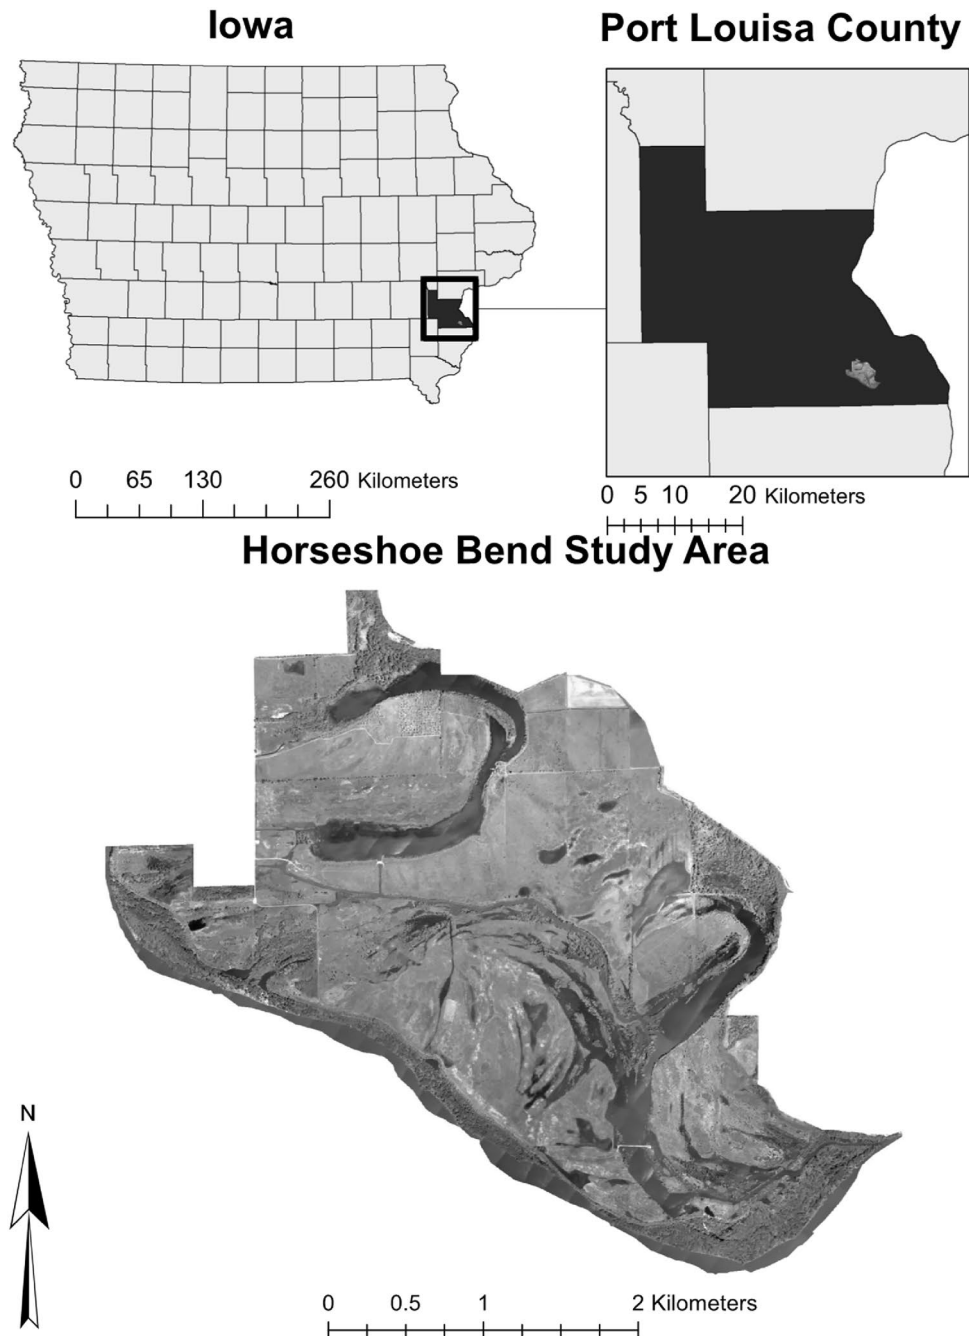 Iowa
Port Louisa County
0 65 130 260 Kilometers
0 5 10 20 Kilometers
Horseshoe Bend Study Area
N
0 0.5 1 2 Kilometers